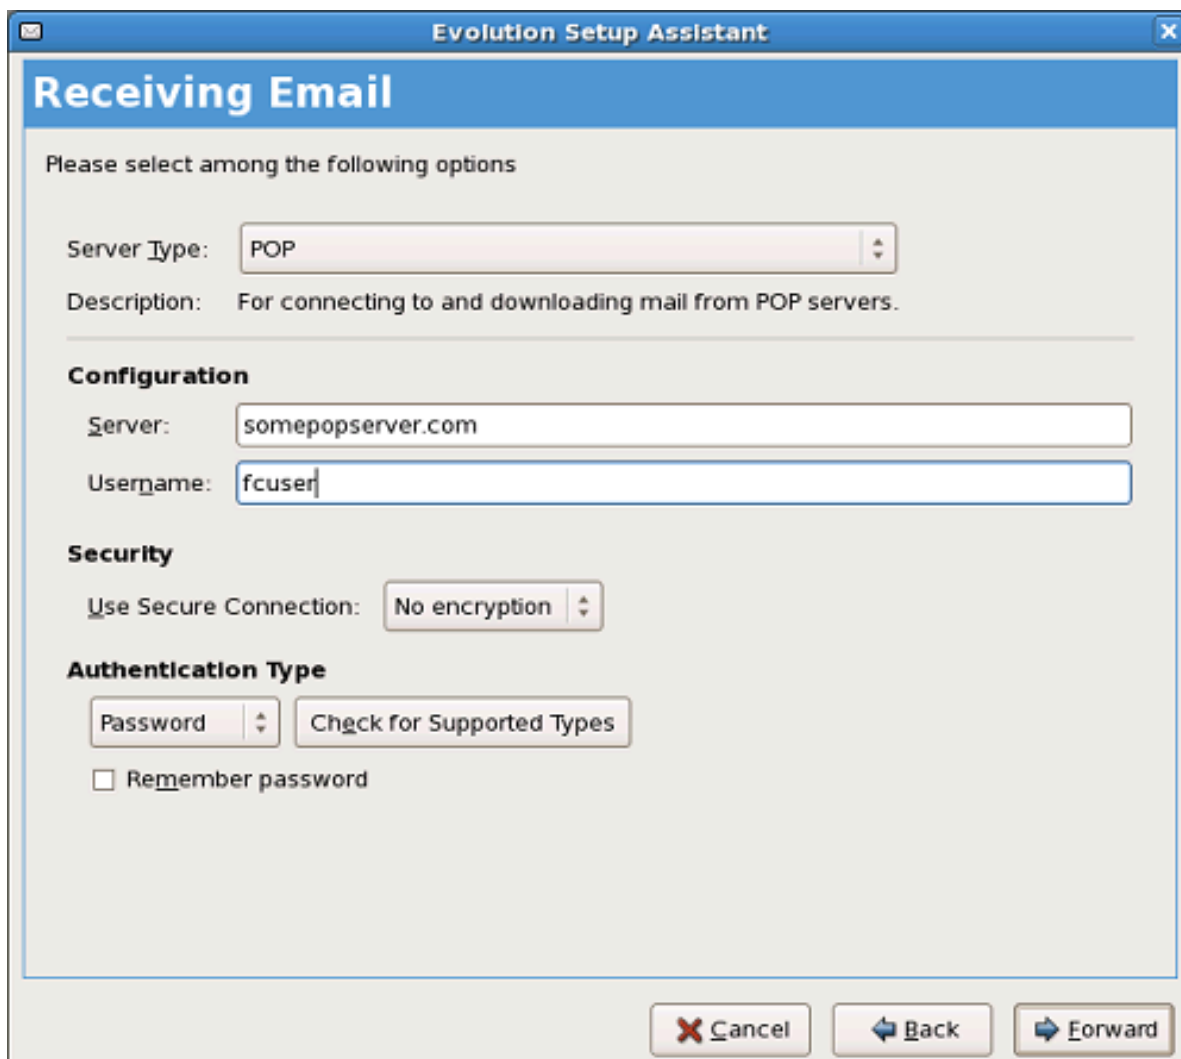 Evolution Setup Assistant
Receiving Email
Please select among the following options
Server Type: POP
Description: For connecting to and downloading mail from POP servers.
Configuration
Server: somepopserver.com
Username: fcuser
Security
Use Secure Connection: No encryption
Authentication Type
Password Check for Supported Types
Remember password
Cancel Back Forward